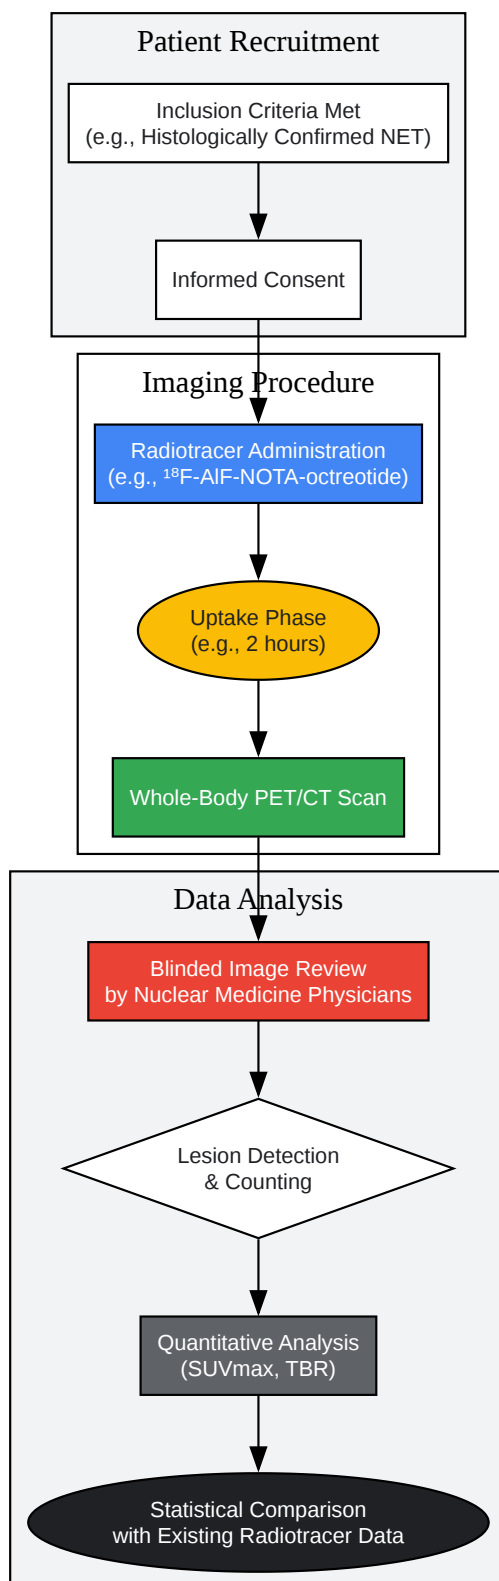 Patient Recruitment
Inclusion Criteria Met
(e.g., Histologically Confirmed NET)
Informed Consent
Imaging Procedure
Radiotracer Administration
(e.g., ¹⁸F-AlF-NOTA-octreotide)
Uptake Phase
(e.g., 2 hours)
Whole-Body PET/CT Scan
Data Analysis
Blinded Image Review
by Nuclear Medicine Physicians
Lesion Detection
& Counting
Quantitative Analysis
(SUVmax, TBR)
Statistical Comparison
with Existing Radiotracer Data